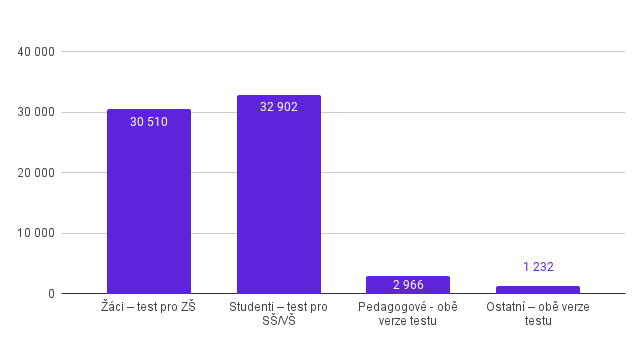 40 000
30 000
20 000
10 000
0
30 510
32 902
2 966
1 232
Žáci – test pro ZŠ
Studenti – test pro
SŠ/VŠ
Pedagogové - obě
verze testu
Ostatní – obě verze
testu